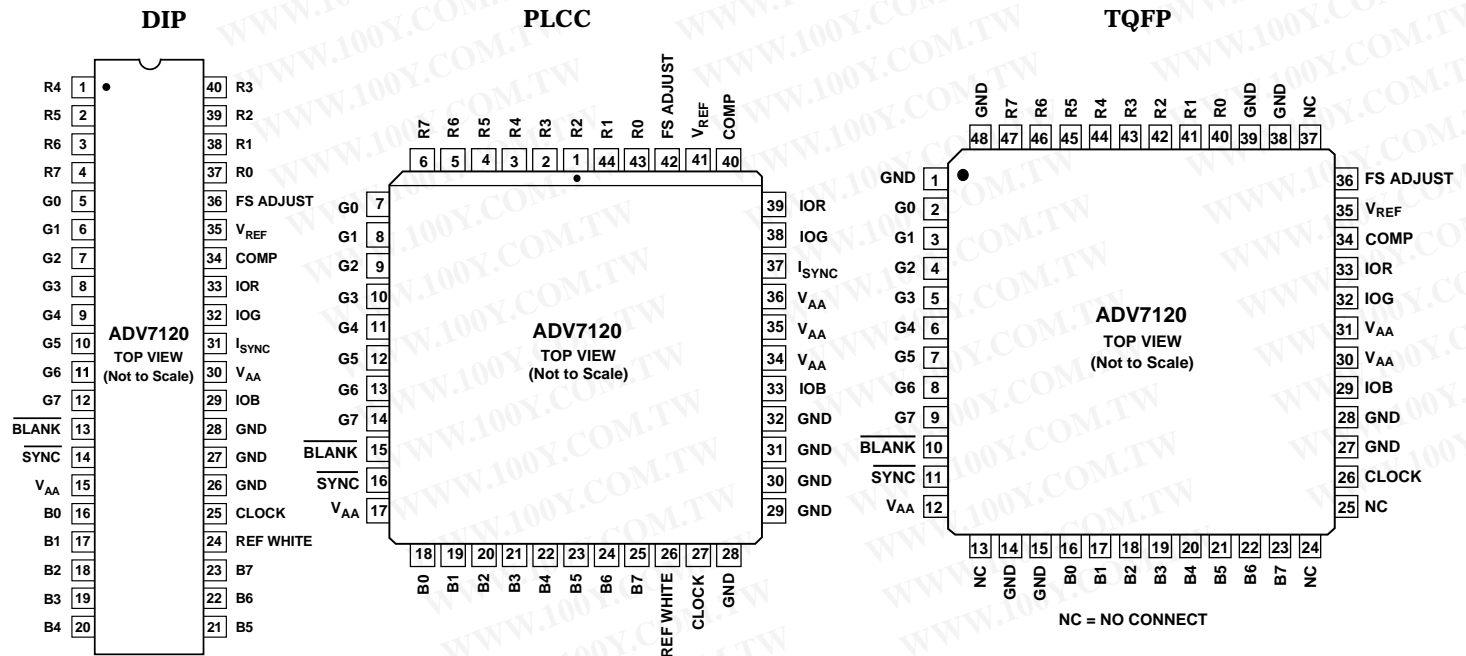 DIP
R4 1 40 R3
R5 2 39 R2
R6 3 38 R1
R7 4 37 R0
G0 5 36 FS ADJUST
G1 6 35 VREF
G2 7 34 COMP
G3 8 33 IOR
G4 9 32 IOG
G5 10 31 ISYNC
G6 11 30 VAA
G7 12 29 IOB
BLANK 13 28 GND
SYNC 14 27 GND
VAA 15 26 GND
B0 16 25 CLOCK
B1 17 24 REF WHITE
B2 18 23 B7
B3 19 22 B6
B4 20 21 B5
ADV7120
TOP VIEW
(Not to Scale)
PLCC
R7 R6 R5 R4 R3 R2 R1 R0 FS ADJUST VREF COMP
6 5 4 3 2 1 44 43 42 41 40
G0 7 39 IOR
G1 8 38 IOG
G2 9 37 ISYNC
G3 10 36 VAA
G4 11 35 VAA
G5 12 34 VAA
G6 13 33 IOB
G7 14 32 GND
BLANK 15 31 GND
SYNC 16 30 GND
VAA 17 29 GND
ADV7120
TOP VIEW
(Not to Scale)
18 19 20 21 22 23 24 25 26 27 28
B0 B1 B2 B3 B4 B5 B6 B7 REF WHITE CLOCK GND
TQFP
GND R7 R6 R5 R4 R3 R2 R1 R0 GND GND NC
48 47 46 45 44 43 42 41 40 39 38 37
GND 1 36 FS ADJUST
G0 2 35 VREF
G1 3 34 COMP
G2 4 33 IOR
G3 5 32 IOG
G4 6 31 VAA
G5 7 30 VAA
G6 8 29 IOB
G7 9 28 GND
BLANK 10 27 GND
SYNC 11 26 CLOCK
VAA 12 25 NC
ADV7120
TOP VIEW
(Not to Scale)
13 14 15 16 17 18 19 20 21 22 23 24
NC GND GND B0 B1 B2 B3 B4 B5 B6 B7 NC
NC = NO CONNECT
WWW.100Y.COM.TW